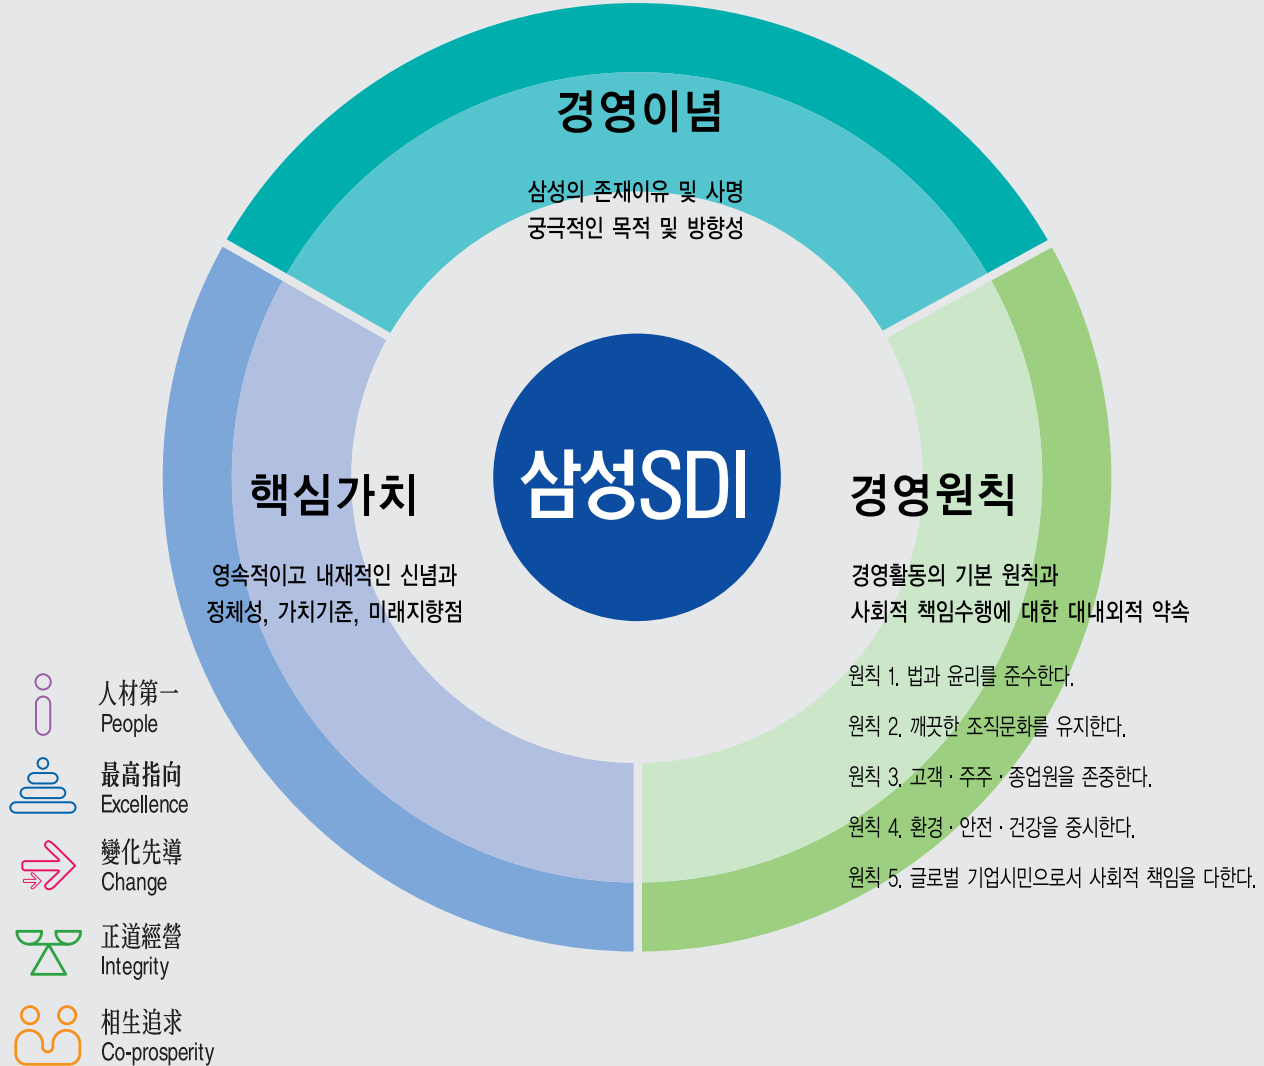 경영이념
삼성의 존재이유 및 사명
궁극적인 목적 및 방향성
삼성SDI
핵심가치
영속적이고 내재적인 신념과
정체성, 가치기준, 미래지향점
人材第一
People
最高指向
Excellence
變化先導
Change
正道經營
Integrity
相生追求
Co-prosperity
경영원칙
경영활동의 기본 원칙과
사회적 책임수행에 대한 대내외적 약속
원칙 1. 법과 윤리를 준수한다.
원칙 2. 깨끗한 조직문화를 유지한다.
원칙 3. 고객 · 주주 · 종업원을 존중한다.
원칙 4. 환경 · 안전 · 건강을 중시한다.
원칙 5. 글로벌 기업시민으로서 사회적 책임을 다한다.